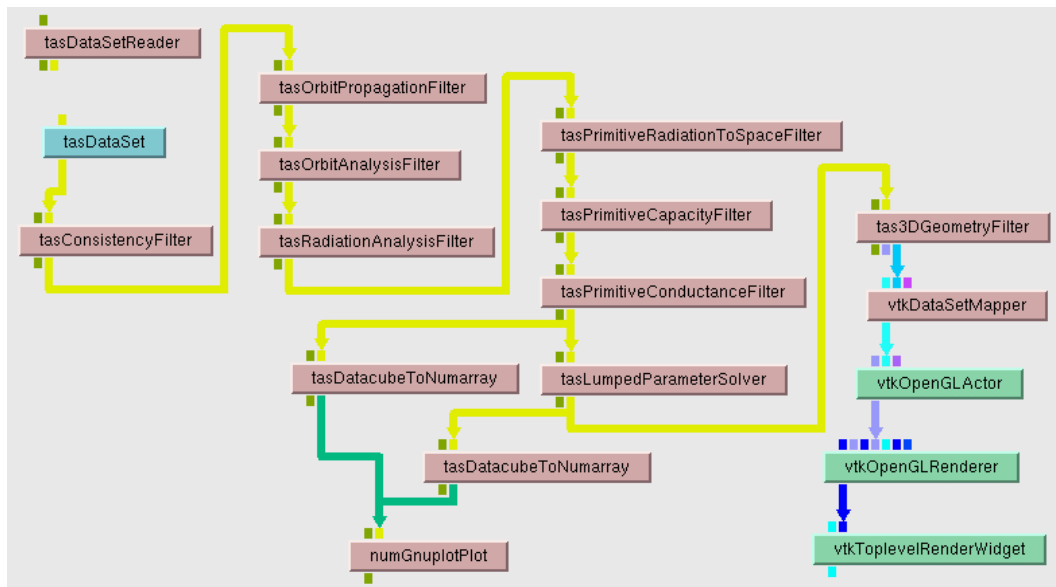 tasDataSetReader
tasDataSet
tasConsistencyFilter
tasOrbitPropagationFilter
tasOrbitAnalysisFilter
tasRadiationAnalysisFilter
tasPrimitiveRadiationToSpaceFilter
tasPrimitiveCapacityFilter
tasPrimitiveConductanceFilter
tasDatacubeToNumarray
tasLumpedParameterSolver
tasDatacubeToNumarray
numGnuplotPlot
tas3DGeometryFilter
vtkDataSetMapper
vtkOpenGLActor
vtkOpenGLRenderer
vtkToplevelRenderWidget